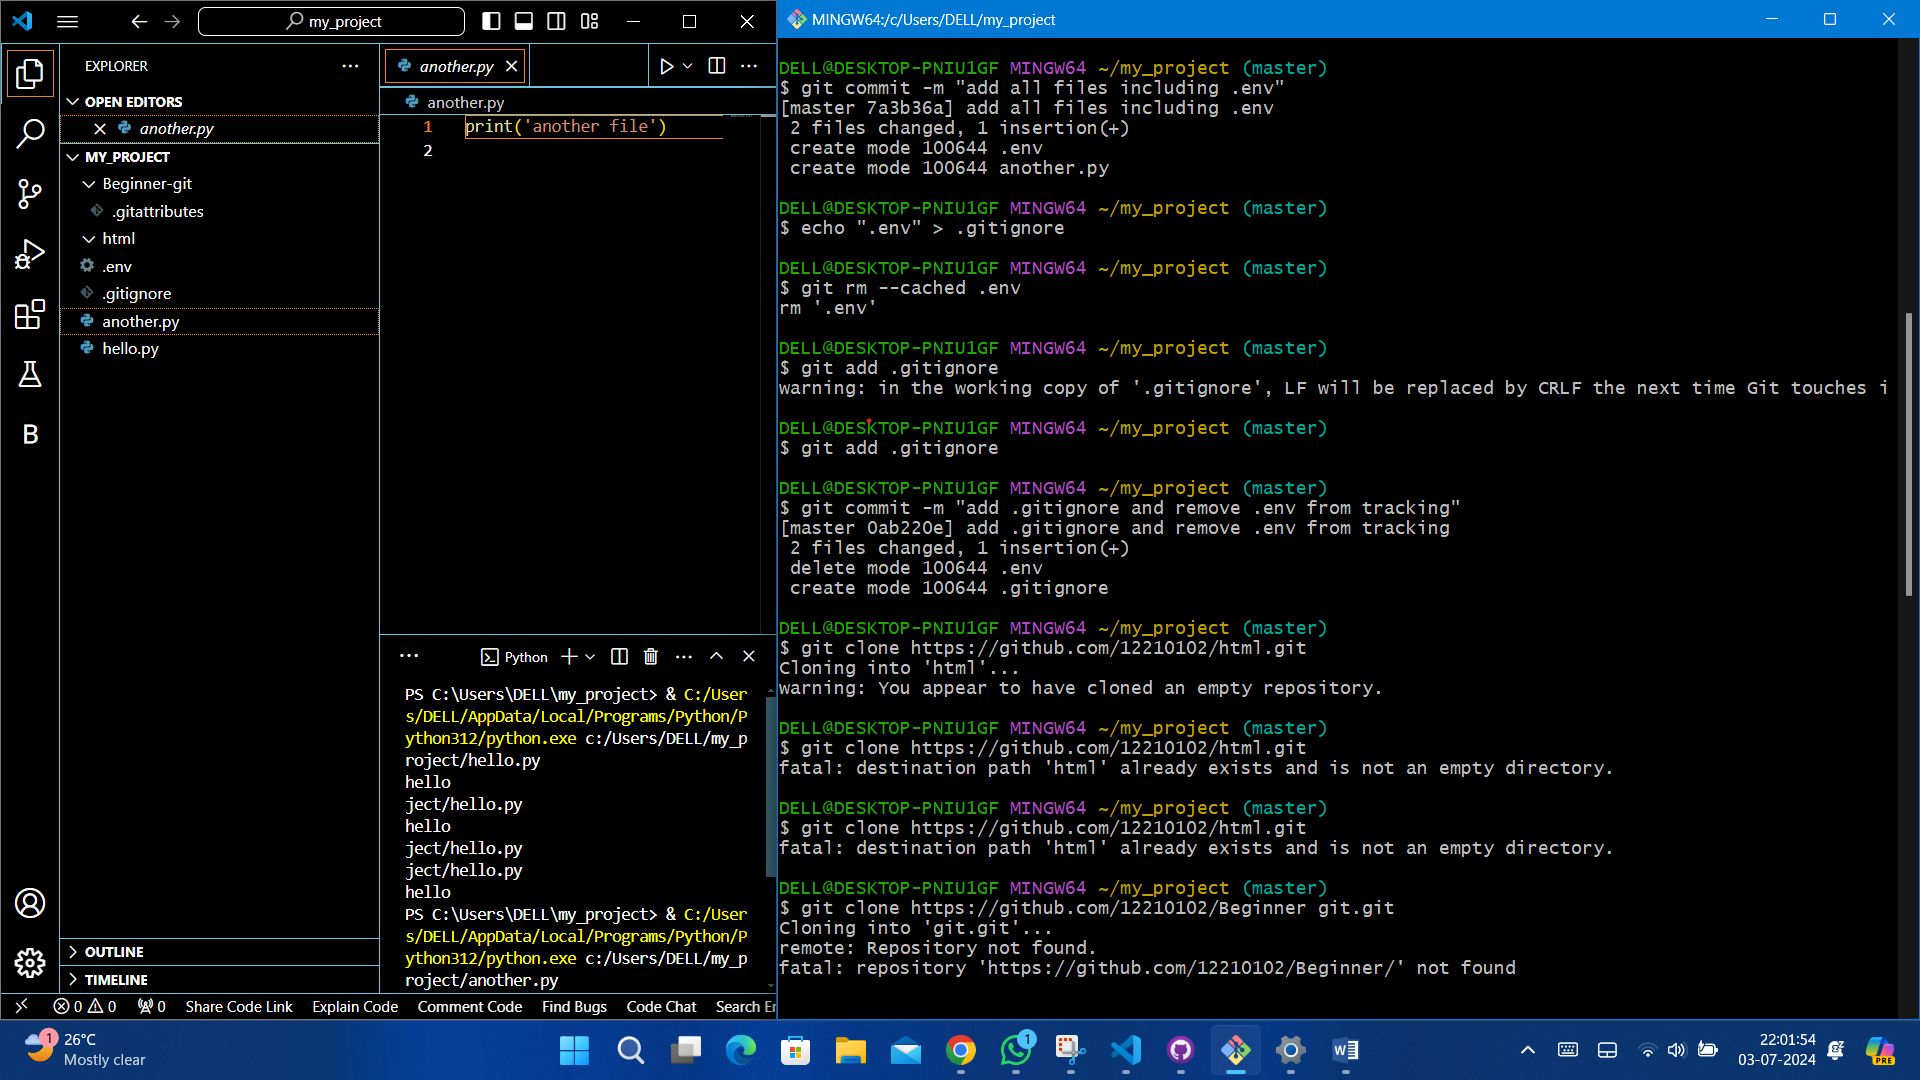 my_project
EXPLORER
OPEN EDITORS
another.py
MY_PROJECT
Beginner-git
.gitattributes
html
.env
.gitignore
another.py
hello.py
B
OUTLINE
TIMELINE
another.py
another.py
1 print('another file')
2
Python
PS C:\Users\DELL\my_project> & C:/User
s/DELL/AppData/Local/Programs/Python/P
ython312/python.exe c:/Users/DELL/my_p
roject/hello.py
hello
ject/hello.py
hello
ject/hello.py
ject/hello.py
hello
PS C:\Users\DELL\my_project> & C:/User
s/DELL/AppData/Local/Programs/Python/P
ython312/python.exe c:/Users/DELL/my_p
roject/another.py
0 0 0 Share Code Link Explain Code Comment Code Find Bugs Code Chat Search Er
MINGW64:/c/Users/DELL/my_project
DELL@DESKTOP-PNIU1GF MINGW64 ~/my_project (master)
$ git commit -m "add all files including .env"
[master 7a3b36a] add all files including .env
2 files changed, 1 insertion(+)
create mode 100644 .env
create mode 100644 another.py
DELL@DESKTOP-PNIU1GF MINGW64 ~/my_project (master)
$ echo ".env" > .gitignore
DELL@DESKTOP-PNIU1GF MINGW64 ~/my_project (master)
$ git rm --cached .env
rm '.env'
DELL@DESKTOP-PNIU1GF MINGW64 ~/my_project (master)
$ git add .gitignore
warning: in the working copy of '.gitignore', LF will be replaced by CRLF the next time Git touches i
DELL@DESKTOP-PNIU1GF MINGW64 ~/my_project (master)
$ git add .gitignore
DELL@DESKTOP-PNIU1GF MINGW64 ~/my_project (master)
$ git commit -m "add .gitignore and remove .env from tracking"
[master 0ab220e] add .gitignore and remove .env from tracking
2 files changed, 1 insertion(+)
delete mode 100644 .env
create mode 100644 .gitignore
DELL@DESKTOP-PNIU1GF MINGW64 ~/my_project (master)
$ git clone https://github.com/12210102/html.git
Cloning into 'html'...
warning: You appear to have cloned an empty repository.
DELL@DESKTOP-PNIU1GF MINGW64 ~/my_project (master)
$ git clone https://github.com/12210102/html.git
fatal: destination path 'html' already exists and is not an empty directory.
DELL@DESKTOP-PNIU1GF MINGW64 ~/my_project (master)
$ git clone https://github.com/12210102/html.git
fatal: destination path 'html' already exists and is not an empty directory.
DELL@DESKTOP-PNIU1GF MINGW64 ~/my_project (master)
$ git clone https://github.com/12210102/Beginner git.git
Cloning into 'git.git'...
remote: Repository not found.
fatal: repository 'https://github.com/12210102/Beginner/' not found
1
26°C
Mostly clear
1
W
22:01:54
03-07-2024
PRE